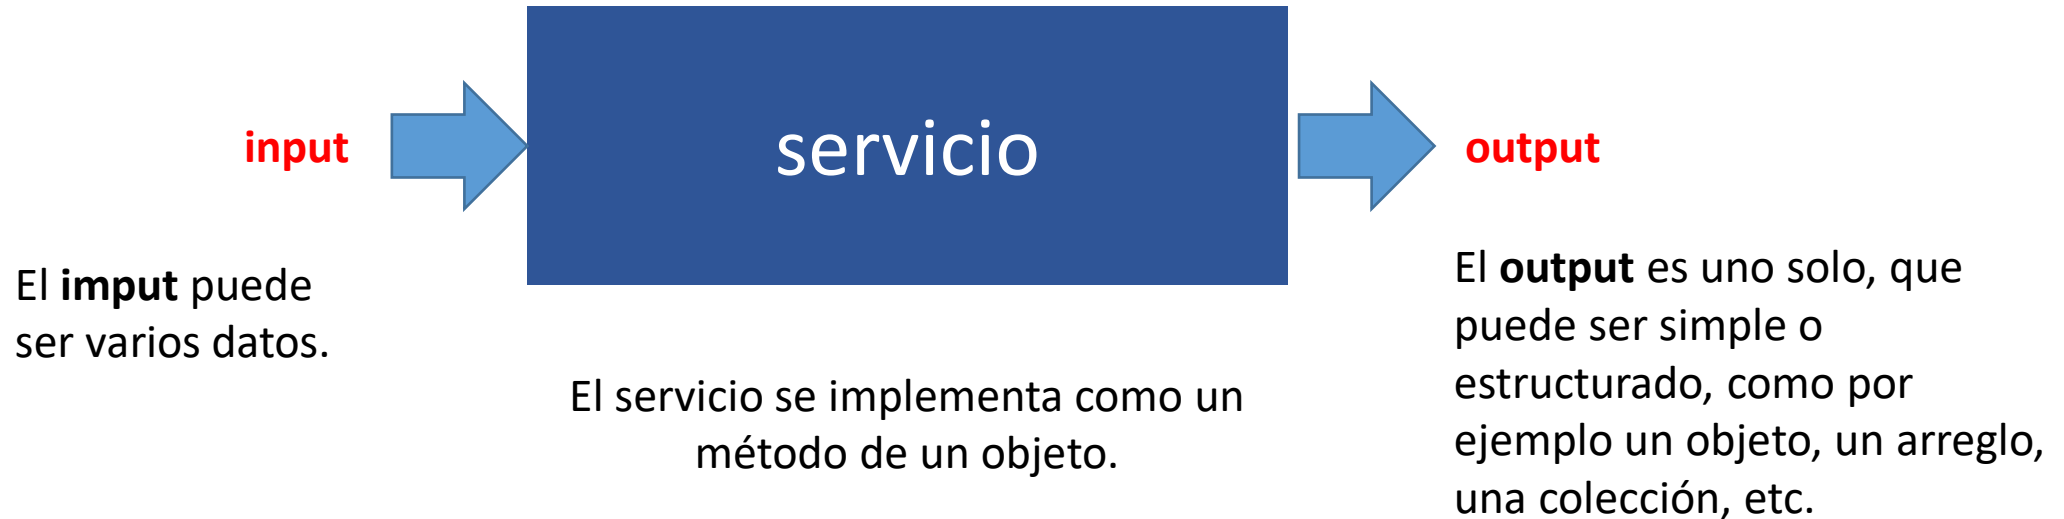 input
servicio
output
El imput puede
ser varios datos.
El servicio se implementa como un
método de un objeto.
El output es uno solo, que
puede ser simple o
estructurado, como por
ejemplo un objeto, un arreglo,
una colección, etc.